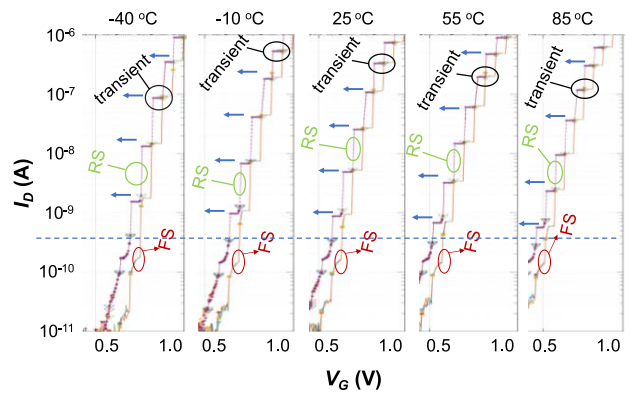 -40 °C -10 °C 25 °C 55 °C 85 °C
10-6
10-7
10-8
10-9
10-10
10-11
ID (A)
transient transient transient transient transient
RS RS RS RS RS
FS FS FS FS FS
0.5 1.0 0.5 1.0 0.5 1.0 0.5 1.0 0.5 1.0
VG (V)